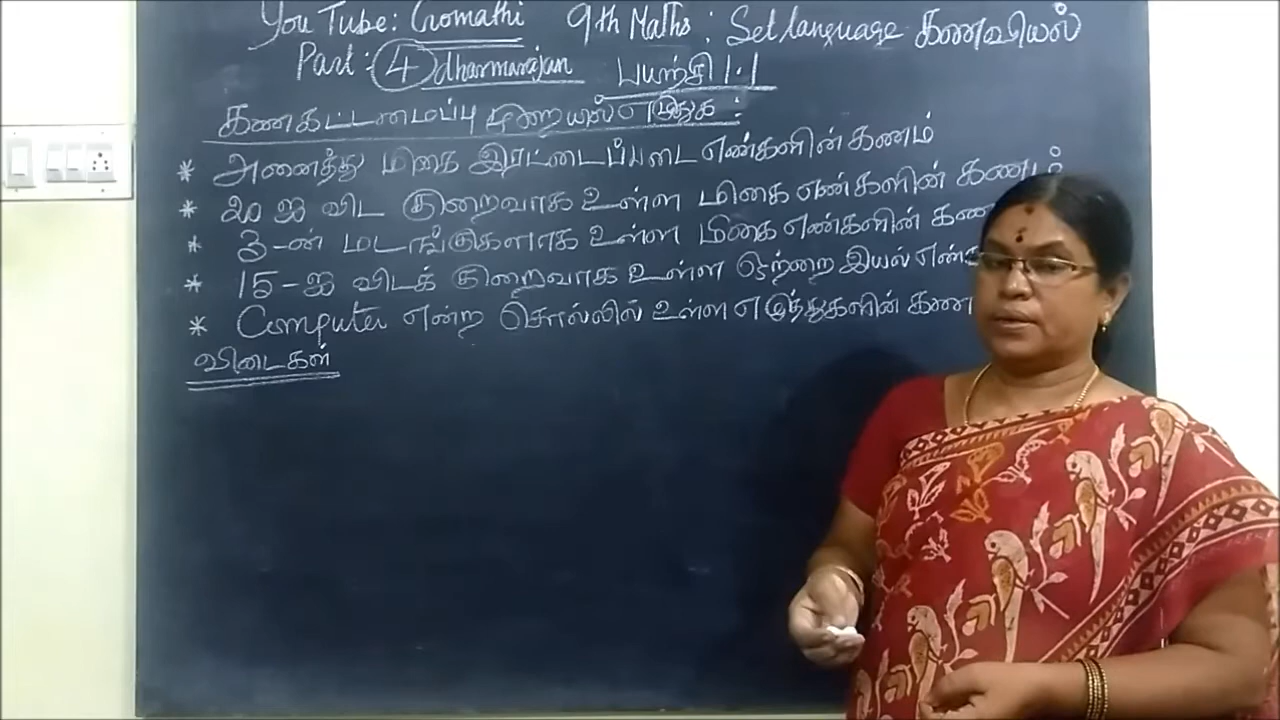 You Tube: Gomathi 9th Maths: Set language கணவியல்
Part: 4 dharmarajan பயிற்சி 1.1
கணகட்டமைப்பு முறையில் எழுதுக :
* அனைத்து மிகை இரட்டைப்படை எண்களின் கணம்
* 20 ஐ விட குறைவாக உள்ள மிகை எண்களின் கணம்
* 3-ன் மடங்குகளாக உள்ள மிகை எண்களின் கண
* 15-ஐ விடக் குறைவாக உள்ள ஒற்றை இயல்
* Computer என்ற சொல்லில் உள்ள எழுத்துகளின் கண
விடைகள்